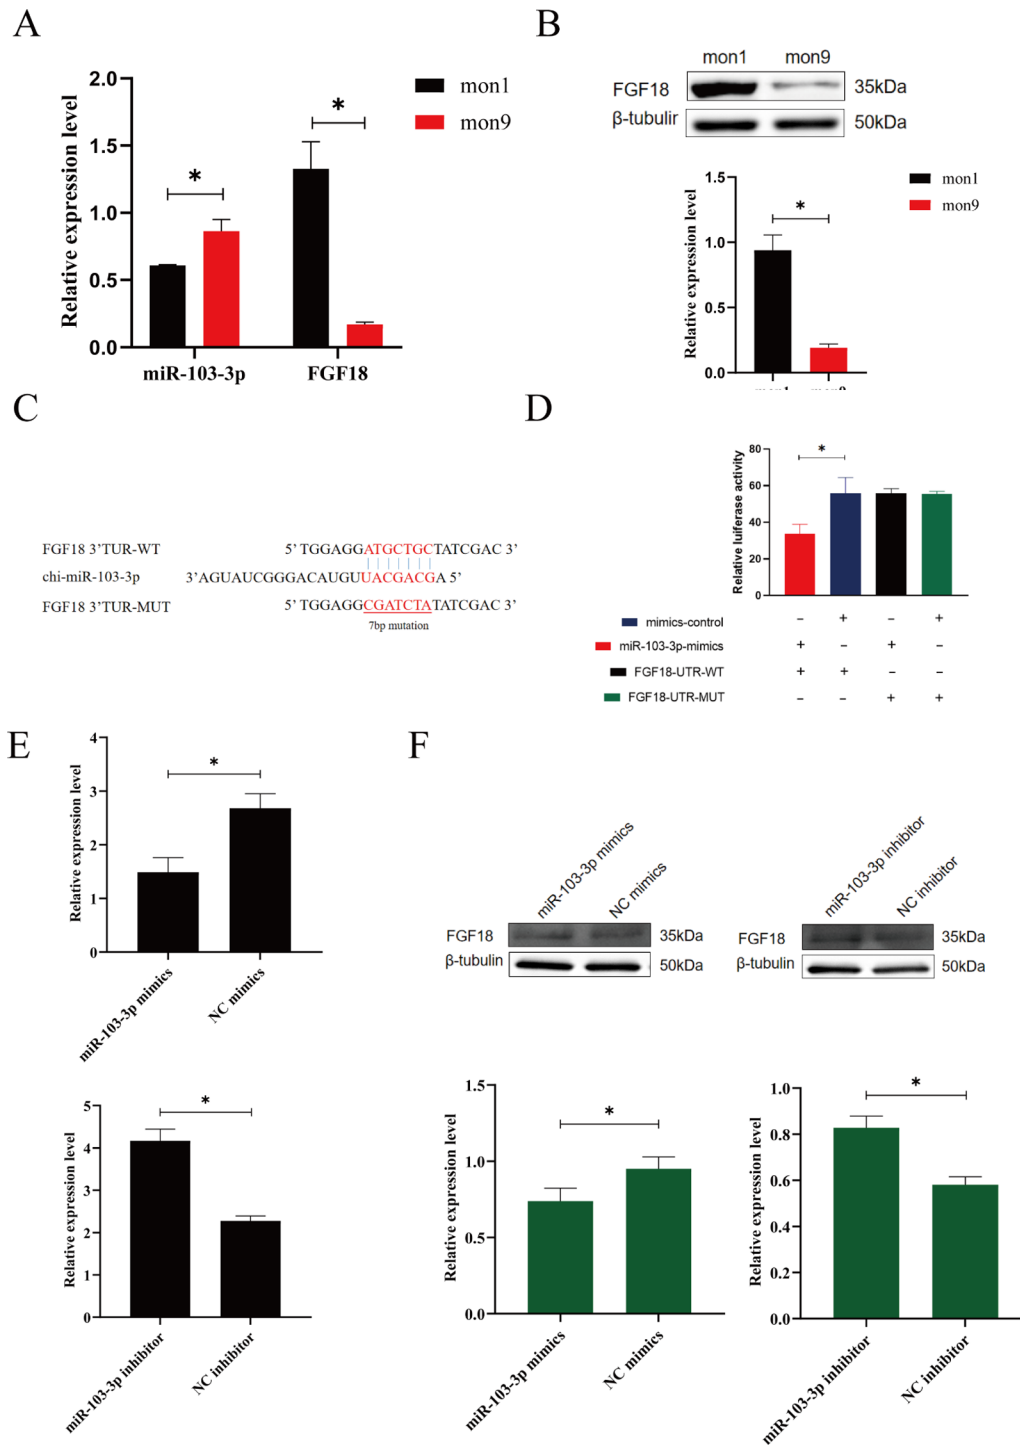 A
2.0
1.5
1.0
0.5
0.0
Relative expression level
*
*
miR-103-3p
FGF18
mon1
mon9
B
mon1 mon9
FGF18 35kDa
β-tubulin 50kDa
1.5
1.0
0.5
0.0
Relative expression level
*
mon1
mon9
C
FGF18 3'TUR-WT 5' TGGAGGATGCTGCTATCGAC 3'
chi-miR-103-3p 3'AGUAUCGGGACAUGUUACGACGA 5'
FGF18 3'TUR-MUT 5' TGGAGGCGATCTATATCGAC 3'
7bp mutation
D
80
60
40
20
0
Relative luiferase activity
*
mimics-control − + − +
miR-103-3p-mimics + − + −
FGF18-UTR-WT + + − −
FGF18-UTR-MUT − − + +
E
4
3
2
1
0
Relative expression level
*
miR-103-3p mimics
NC mimics
5
4
3
2
1
0
Relative expression level
*
miR-103-3p inhibitor
NC inhibitor
F
miR-103-3p mimics
NC mimics
FGF18 35kDa
β-tubulin 50kDa
miR-103-3p inhibitor
NC inhibitor
FGF18 35kDa
β-tubulin 50kDa
1.5
1.0
0.5
0.0
Relative expression level
*
miR-103-3p mimics
NC mimics
1.0
0.8
0.6
0.4
0.2
0.0
Relative expression level
*
miR-103-3p inhibitor
NC inhibitor